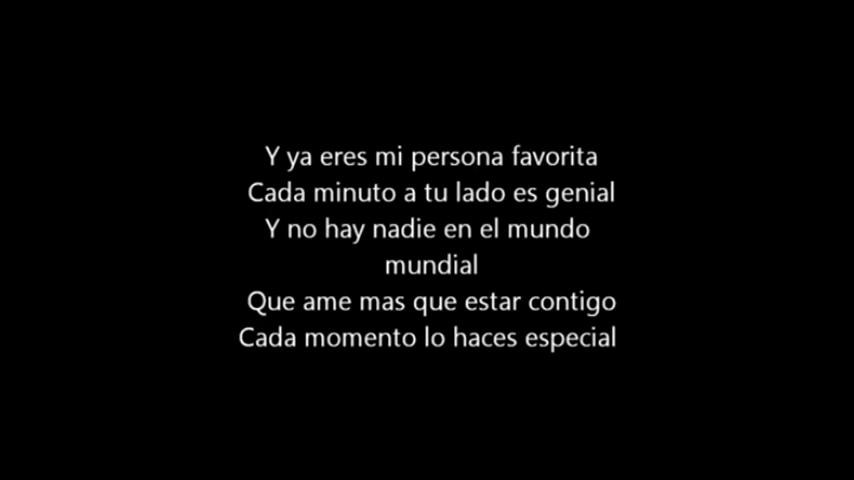 Y ya eres mi persona favorita
Cada minuto a tu lado es genial
Y no hay nadie en el mundo
mundial
Que ame mas que estar contigo
Cada momento lo haces especial